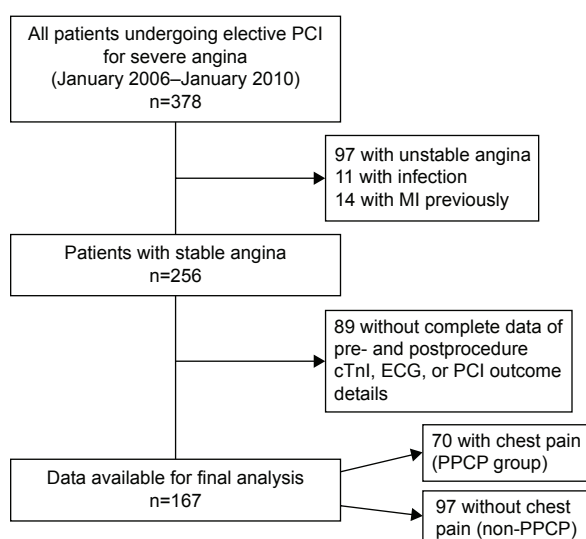 All patients undergoing elective PCI
for severe angina
(January 2006–January 2010)
n=378
97 with unstable angina
11 with infection
14 with MI previously
Patients with stable angina
n=256
89 without complete data of
pre- and postprocedure
cTnI, ECG, or PCI outcome
details
70 with chest pain
(PPCP group)
Data available for final analysis
n=167
97 without chest
pain (non-PPCP)